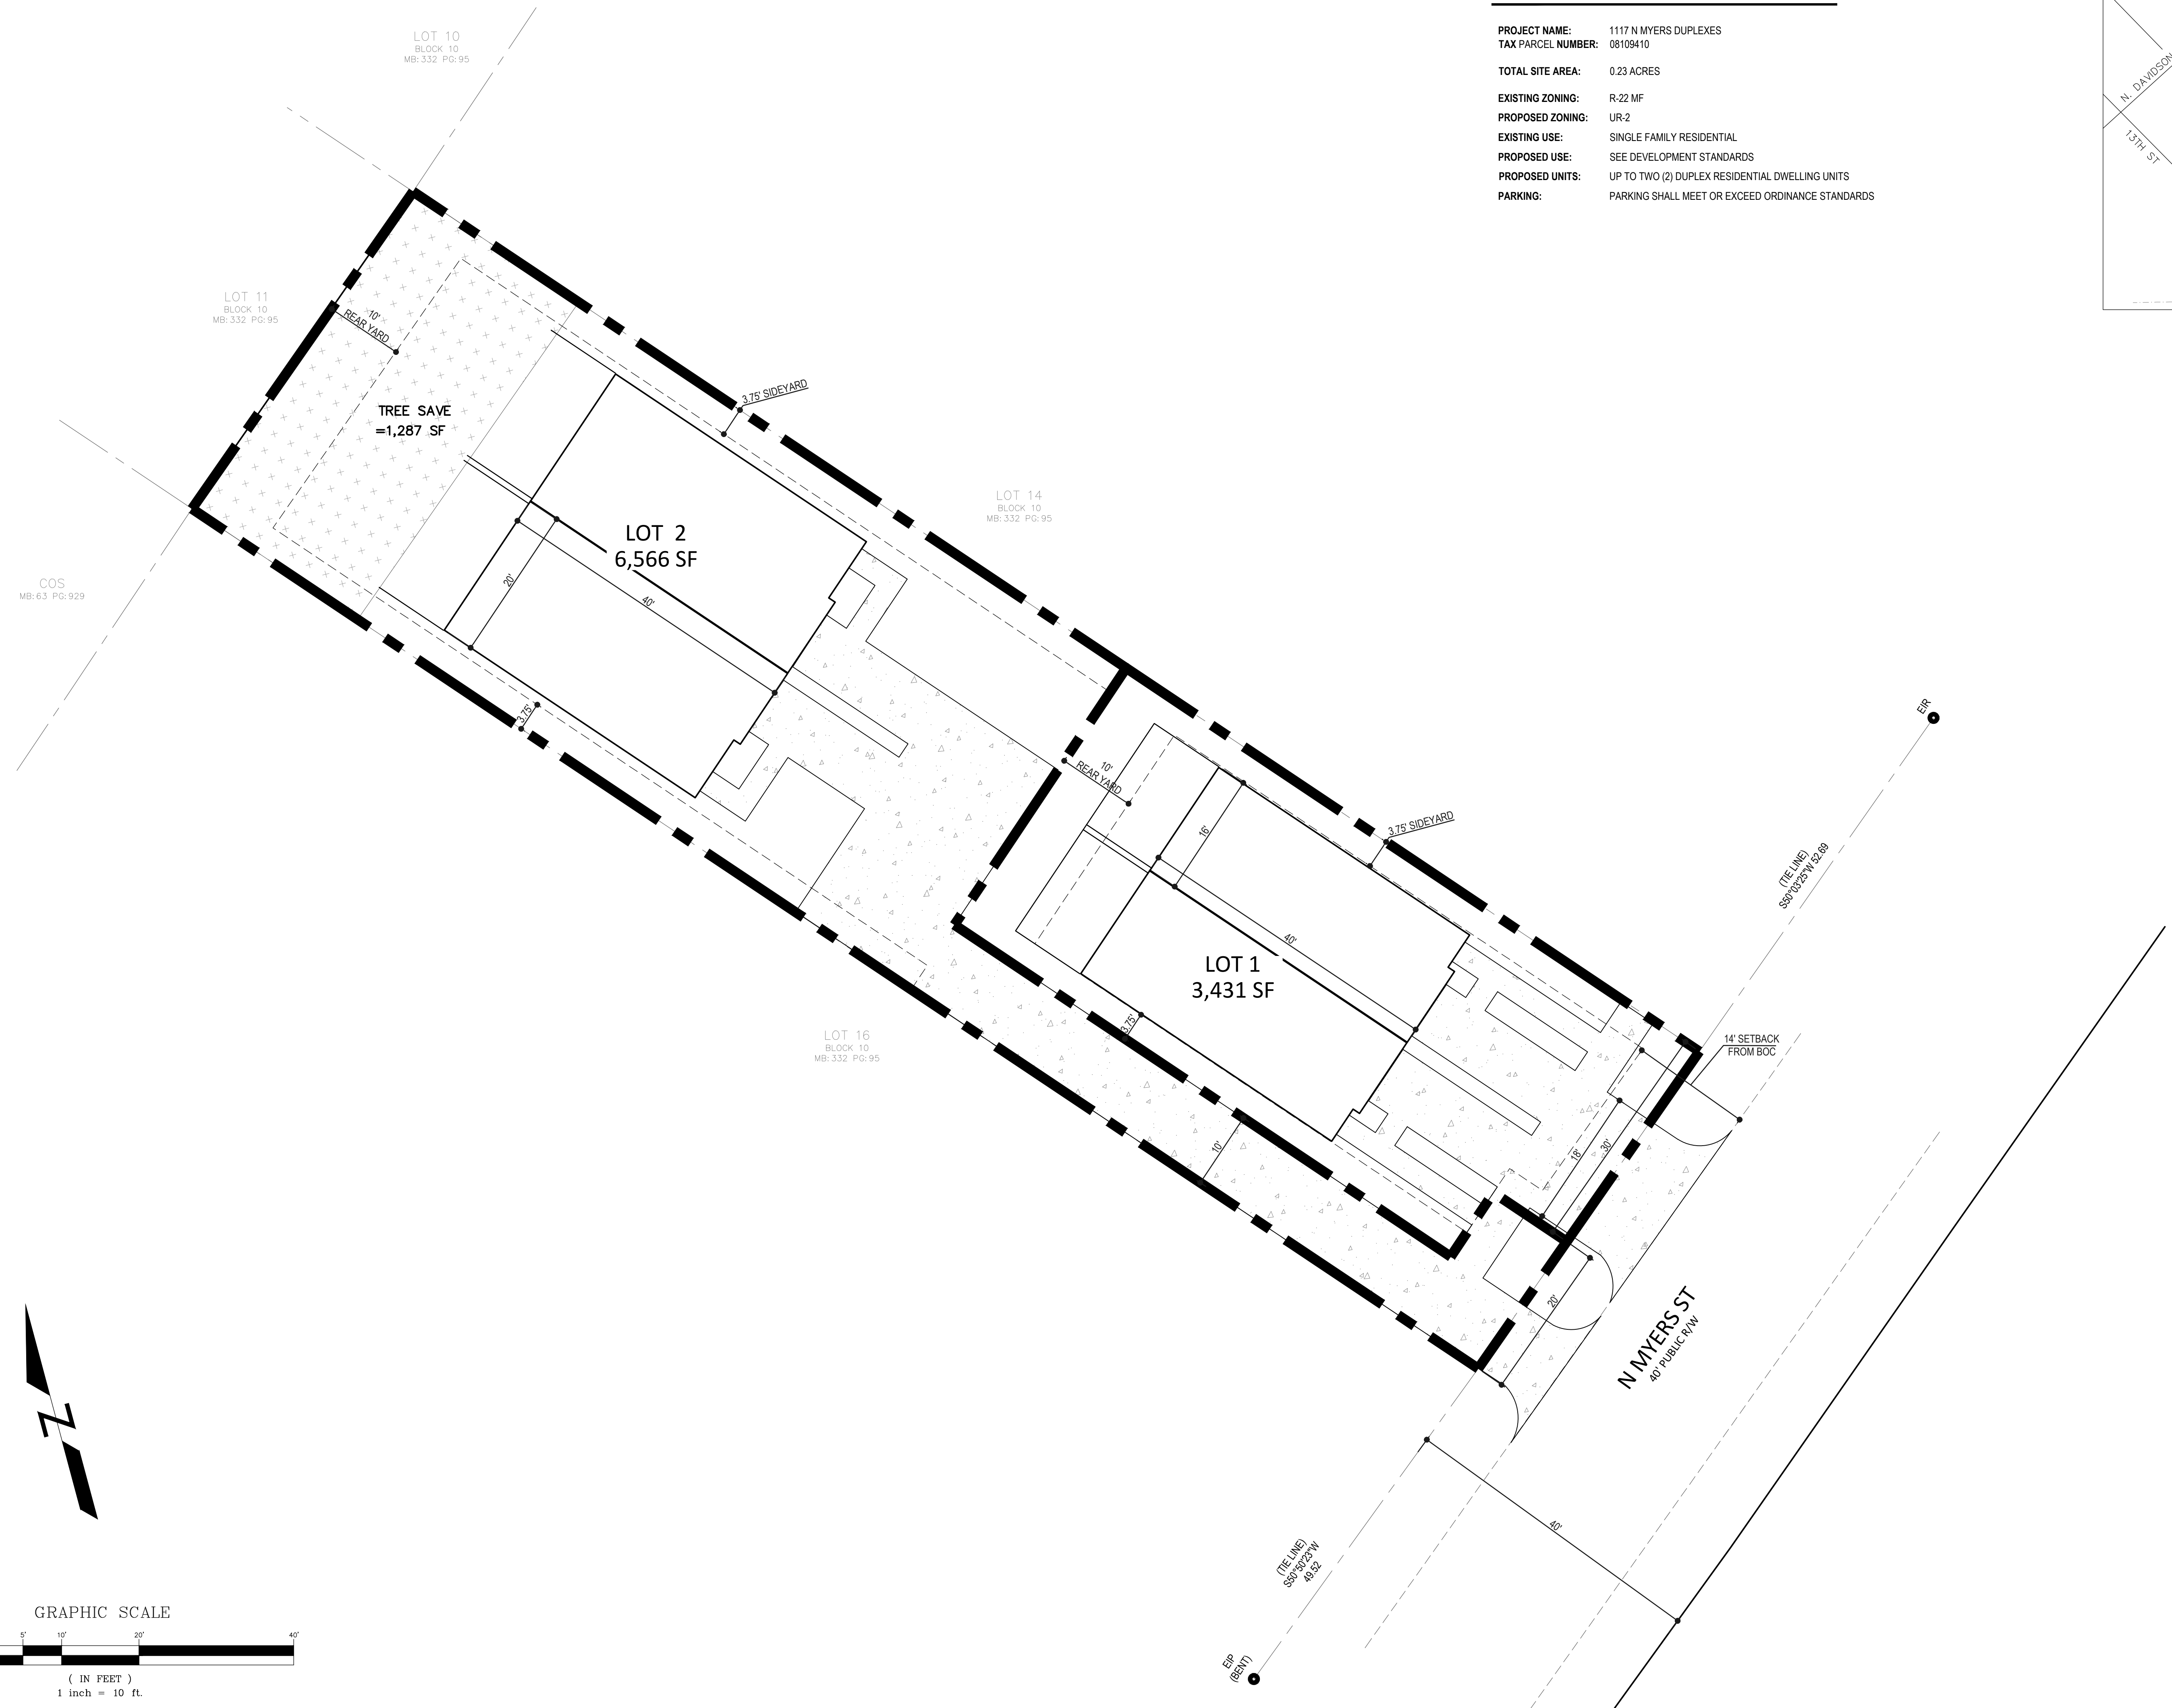 PROJECT NAME: 1117 N MYERS DUPLEXES
TAX PARCEL NUMBER: 08109410
TOTAL SITE AREA: 0.23 ACRES
EXISTING ZONING: R-22 MF
PROPOSED ZONING: UR-2
EXISTING USE: SINGLE FAMILY RESIDENTIAL
PROPOSED USE: SEE DEVELOPMENT STANDARDS
PROPOSED UNITS: UP TO TWO (2) DUPLEX RESIDENTIAL DWELLING UNITS
PARKING: PARKING SHALL MEET OR EXCEED ORDINANCE STANDARDS
N. DAVIDSON
13TH ST
LOT 10
BLOCK 10
MB: 332 PG: 95
LOT 11
BLOCK 10
MB: 332 PG: 95
10'
REAR YARD
TREE SAVE
=1,287 SF
3.75' SIDEYARD
LOT 14
BLOCK 10
MB: 332 PG: 95
LOT 2
6,566 SF
20'
40'
COS
MB: 63 PG: 929
3.75'
10'
REAR YARD
16'
3.75' SIDEYARD
EIR
(TIE LINE)
S50°03'25"W 52.69
40'
LOT 1
3,431 SF
3.75'
LOT 16
BLOCK 10
MB: 332 PG: 95
14' SETBACK
FROM BOC
10'
18'
30'
20'
N MYERS ST
40' PUBLIC R/W
40'
(TIE LINE)
S50°50'23"W
49.52
EIP
(BENT)
N
GRAPHIC SCALE
5' 10' 20' 40'
( IN FEET )
1 inch = 10 ft.